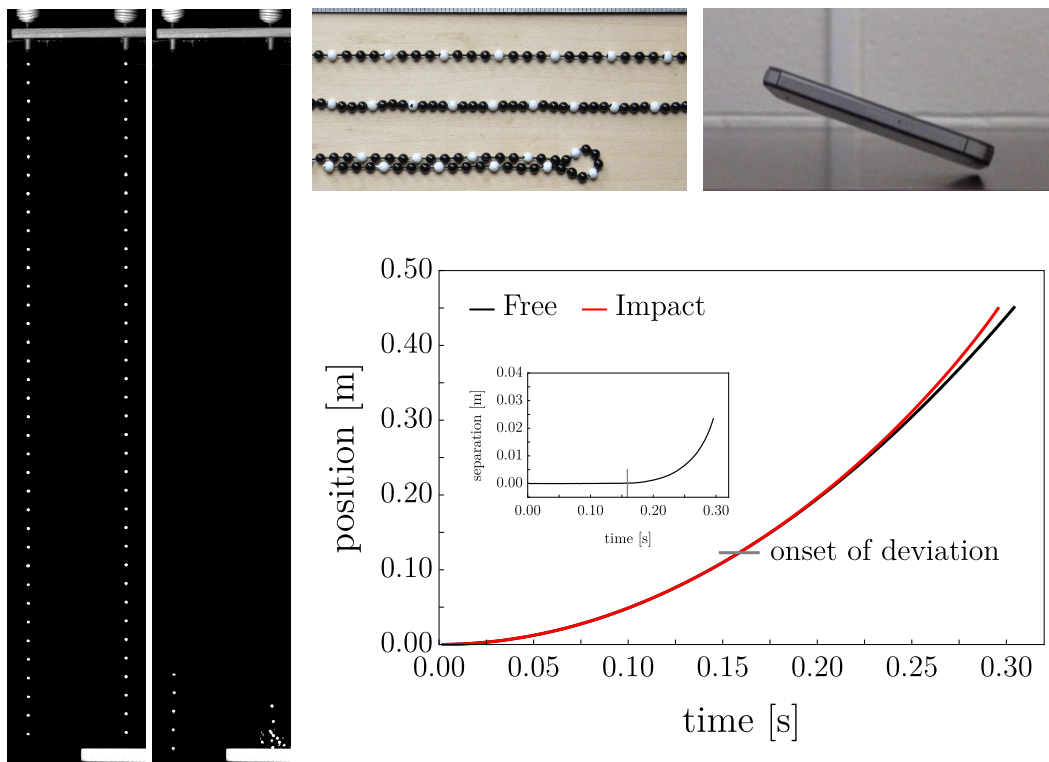 0.50
0.40
0.30
0.20
0.10
0.00
position [m]
Free Impact
0.04
0.03
0.02
0.01
0.00
separation [m]
0.00 0.10 0.20 0.30
time [s]
onset of deviation
0.00 0.05 0.10 0.15 0.20 0.25 0.30
time [s]